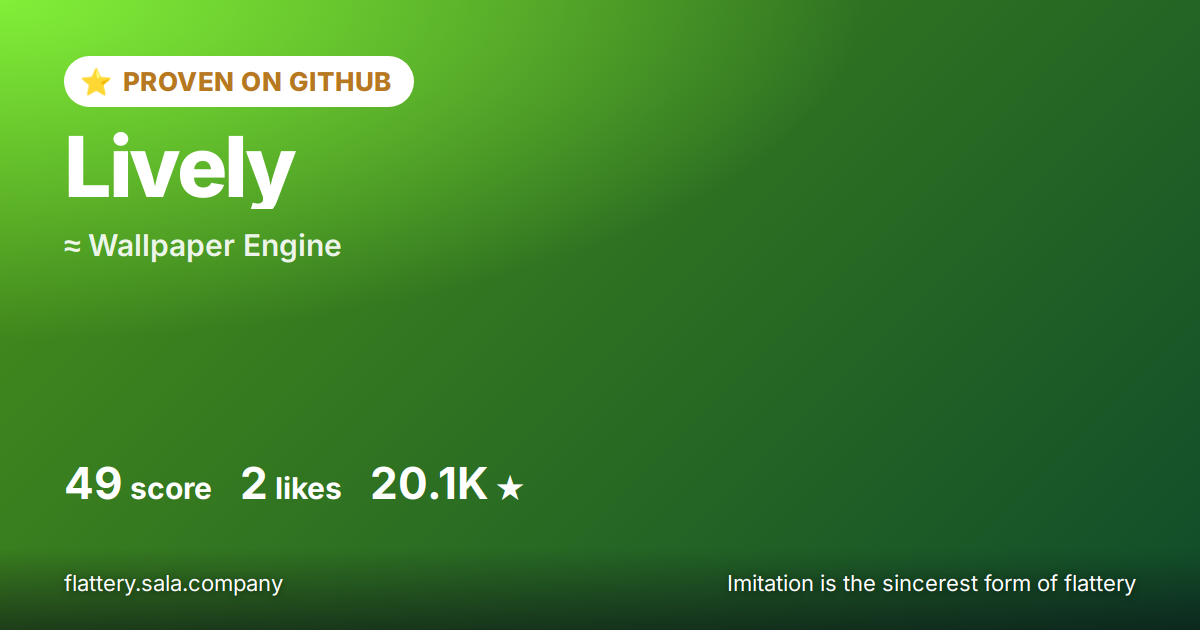 ⭐ PROVEN ON GITHUB
Lively
≈ Wallpaper Engine
49 score 2 likes 20.1K ★
flattery.sala.company
Imitation is the sincerest form of flattery